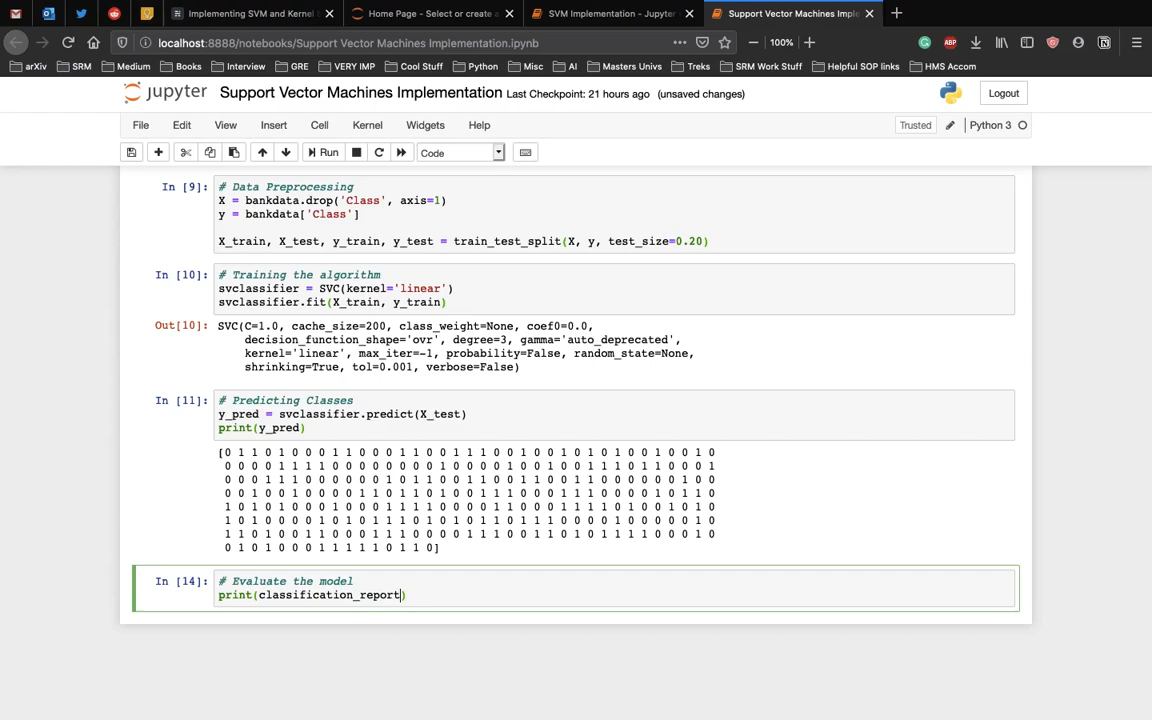 Implementing SVM and Kernel
Home Page - Select or create a
SVM Implementation - Jupyter
Support Vector Machines Imple
localhost:8888/notebooks/Support Vector Machines Implementation.ipynb
100%
arXiv SRM Medium Books Interview GRE VERY IMP Cool Stuff Python Misc AI Masters Univs Treks SRM Work Stuff Helpful SOP links HMS Accom
jupyter Support Vector Machines Implementation Last Checkpoint: 21 hours ago (unsaved changes) Logout
File Edit View Insert Cell Kernel Widgets Help Trusted Python 3
Run Code
In [9]: # Data Preprocessing
X = bankdata.drop('Class', axis=1)
y = bankdata['Class']
X_train, X_test, y_train, y_test = train_test_split(X, y, test_size=0.20)
In [10]: # Training the algorithm
svclassifier = SVC(kernel='linear')
svclassifier.fit(X_train, y_train)
Out[10]: SVC(C=1.0, cache_size=200, class_weight=None, coef0=0.0,
decision_function_shape='ovr', degree=3, gamma='auto_deprecated',
kernel='linear', max_iter=-1, probability=False, random_state=None,
shrinking=True, tol=0.001, verbose=False)
In [11]: # Predicting Classes
y_pred = svclassifier.predict(X_test)
print(y_pred)
[0 1 1 0 1 0 0 0 1 1 0 0 0 1 1 0 0 1 1 1 0 0 1 0 0 1 0 1 0 1 0 0 1 0 0 1 0
0 0 0 0 1 1 1 1 0 0 0 0 0 0 0 1 0 0 0 0 1 0 0 1 0 0 1 1 1 0 1 1 0 0 0 1
0 0 0 1 1 1 0 0 0 0 0 0 1 0 1 1 0 0 1 1 0 0 1 0 0 1 1 0 0 0 0 0 0 1 0 0
0 0 1 0 0 1 0 0 0 0 1 1 0 1 1 0 1 0 0 1 1 1 0 0 0 1 1 1 0 0 0 0 1 0 1 1 0
1 0 1 0 1 0 0 0 1 0 0 0 1 1 1 0 1 1 0 0 1 1 0 0 0 1 1 1 0 1 0 0 1 0 0 1 0
1 0 1 0 0 0 0 1 0 1 0 1 1 1 0 1 0 1 0 1 1 0 1 1 1 0 0 0 0 1 0 0 0 0 0 1 0
1 1 0 1 0 0 1 1 0 0 1 1 1 0 0 0 0 1 1 1 0 0 1 1 0 1 0 1 1 1 1 0 0 0 1 0
0 1 0 1 0 0 0 1 1 1 1 1 0 1 1 0]
In [14]: # Evaluate the model
print(classification_report)